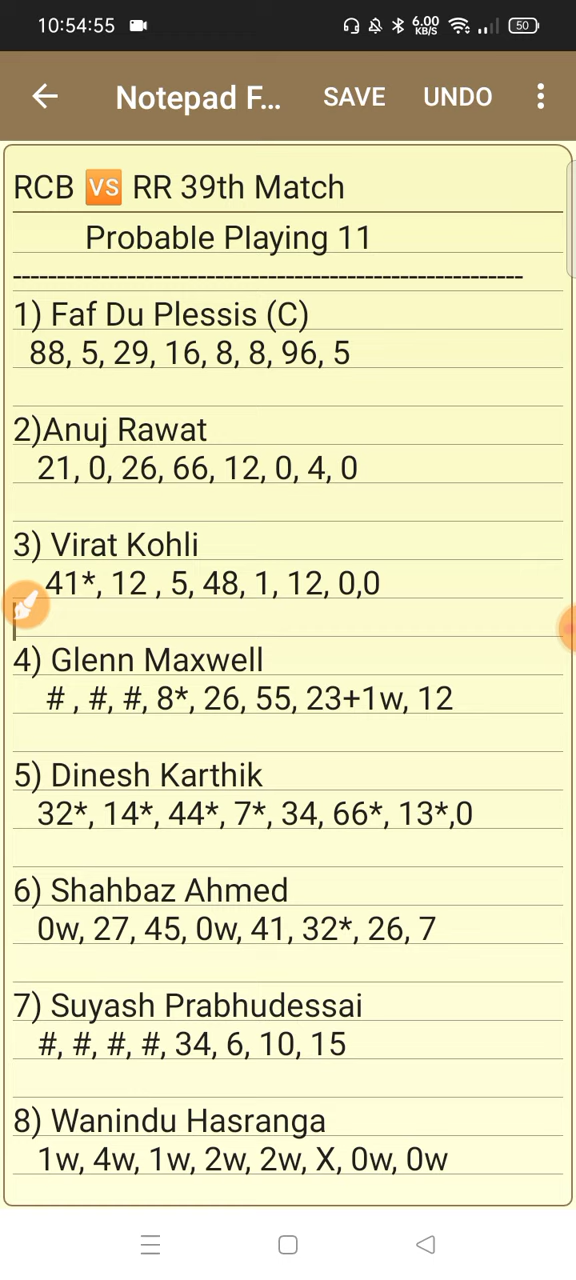 10:54:55 6.00 KB/S 50
Notepad F... SAVE UNDO
RCB 🆚 RR 39th Match
Probable Playing 11
----------------------------------------------------------
1) Faf Du Plessis (C)
88, 5, 29, 16, 8, 8, 96, 5
2)Anuj Rawat
21, 0, 26, 66, 12, 0, 4, 0
3) Virat Kohli
41*, 12 , 5, 48, 1, 12, 0,0
4) Glenn Maxwell
# , #, #, 8*, 26, 55, 23+1w, 12
5) Dinesh Karthik
32*, 14*, 44*, 7*, 34, 66*, 13*,0
6) Shahbaz Ahmed
0w, 27, 45, 0w, 41, 32*, 26, 7
7) Suyash Prabhudessai
#, #, #, #, 34, 6, 10, 15
8) Wanindu Hasranga
1w, 4w, 1w, 2w, 2w, X, 0w, 0w